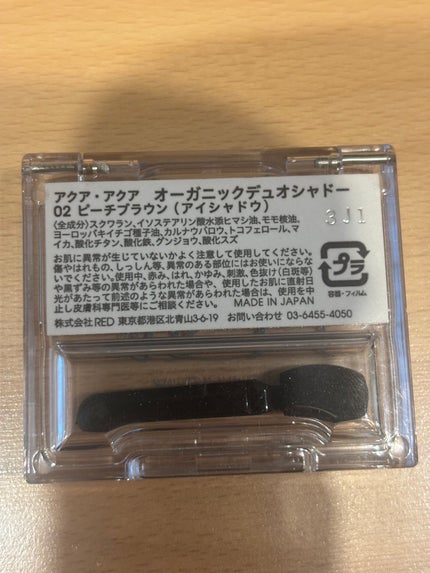 アクア・アクア　オーガニックデュオシャドー
02 ピーチブラウン（アイシャドウ）
3J1
〈全成分〉スクワラン、イソステアリン酸水添ヒマシ油、モモ核油、
ヨーロッパキイチゴ種子油、カルナウバロウ、トコフェロール、マ
イカ、酸化チタン、酸化鉄、グンジョウ、酸化スズ
お肌に異常が生じていないかよく注意して使用してください。
傷やはれもの、しっしん等、異常のある部位にはお使いにならな
いでください。使用中、赤み、はれ、かゆみ、刺激、色抜け（白斑等）
や黒ずみ等の異常があらわれた場合や、使用したお肌に直射日
光があたって前述のような異常があらわれた場合は、使用を中
止し皮膚科専門医等にご相談ください。 MADE IN JAPAN
株式会社 RED 東京都港区北青山3-6-19 お問い合わせ 03-6455-4050
プラ
容器・フィルム